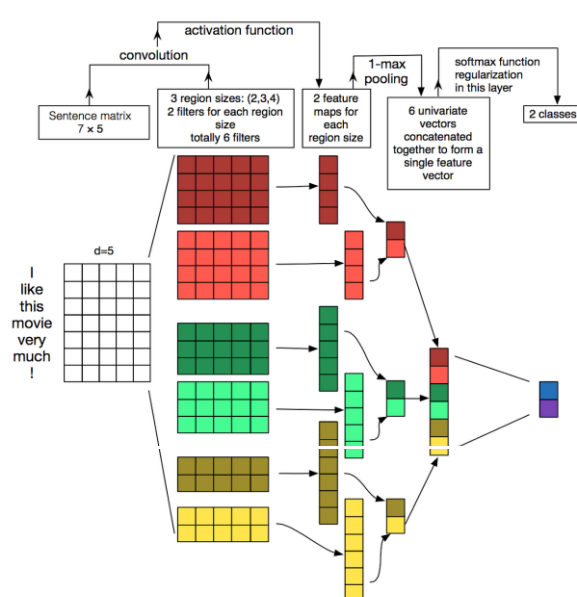 activation function
convolution
1-max
pooling
softmax function
regularization
in this layer
Sentence matrix
7 × 5
3 region sizes: (2,3,4)
2 filters for each region
size
totally 6 filters
2 feature
maps for
each
region size
6 univariate
vectors
concatenated
together to form a
single feature
vector
2 classes
d=5
I
like
this
movie
very
much
!